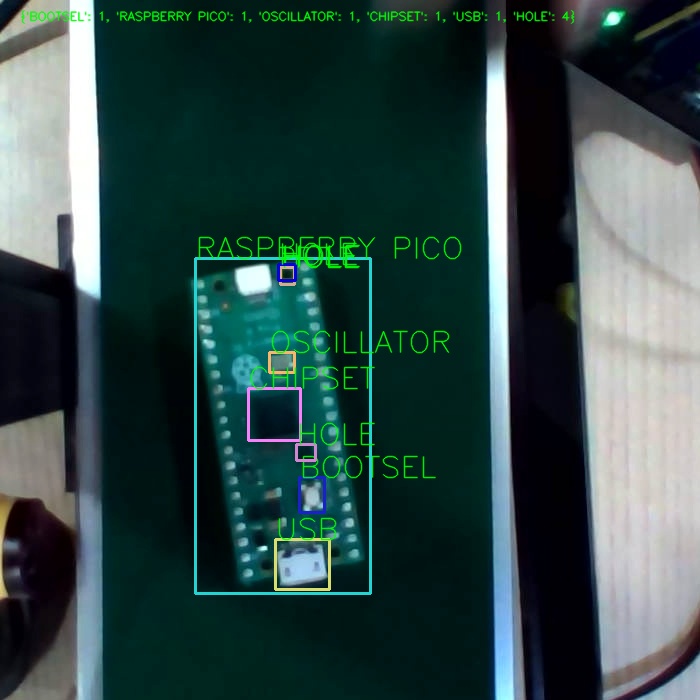 {'BOOTSEL': 1, 'RASPBERRY PICO': 1, 'OSCILLATOR': 1, 'CHIPSET': 1, 'USB': 1, 'HOLE': 4}
RASPBERRY PICO
HOLE
OSCILLATOR
CHIPSET
HOLE
BOOTSEL
USB